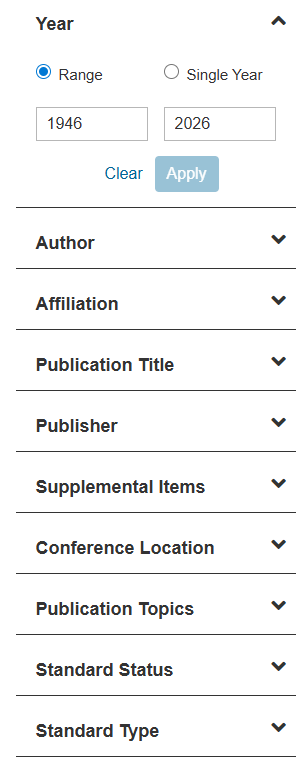 Year
Range Single Year
1946 2026
Clear Apply
Author
Affiliation
Publication Title
Publisher
Supplemental Items
Conference Location
Publication Topics
Standard Status
Standard Type